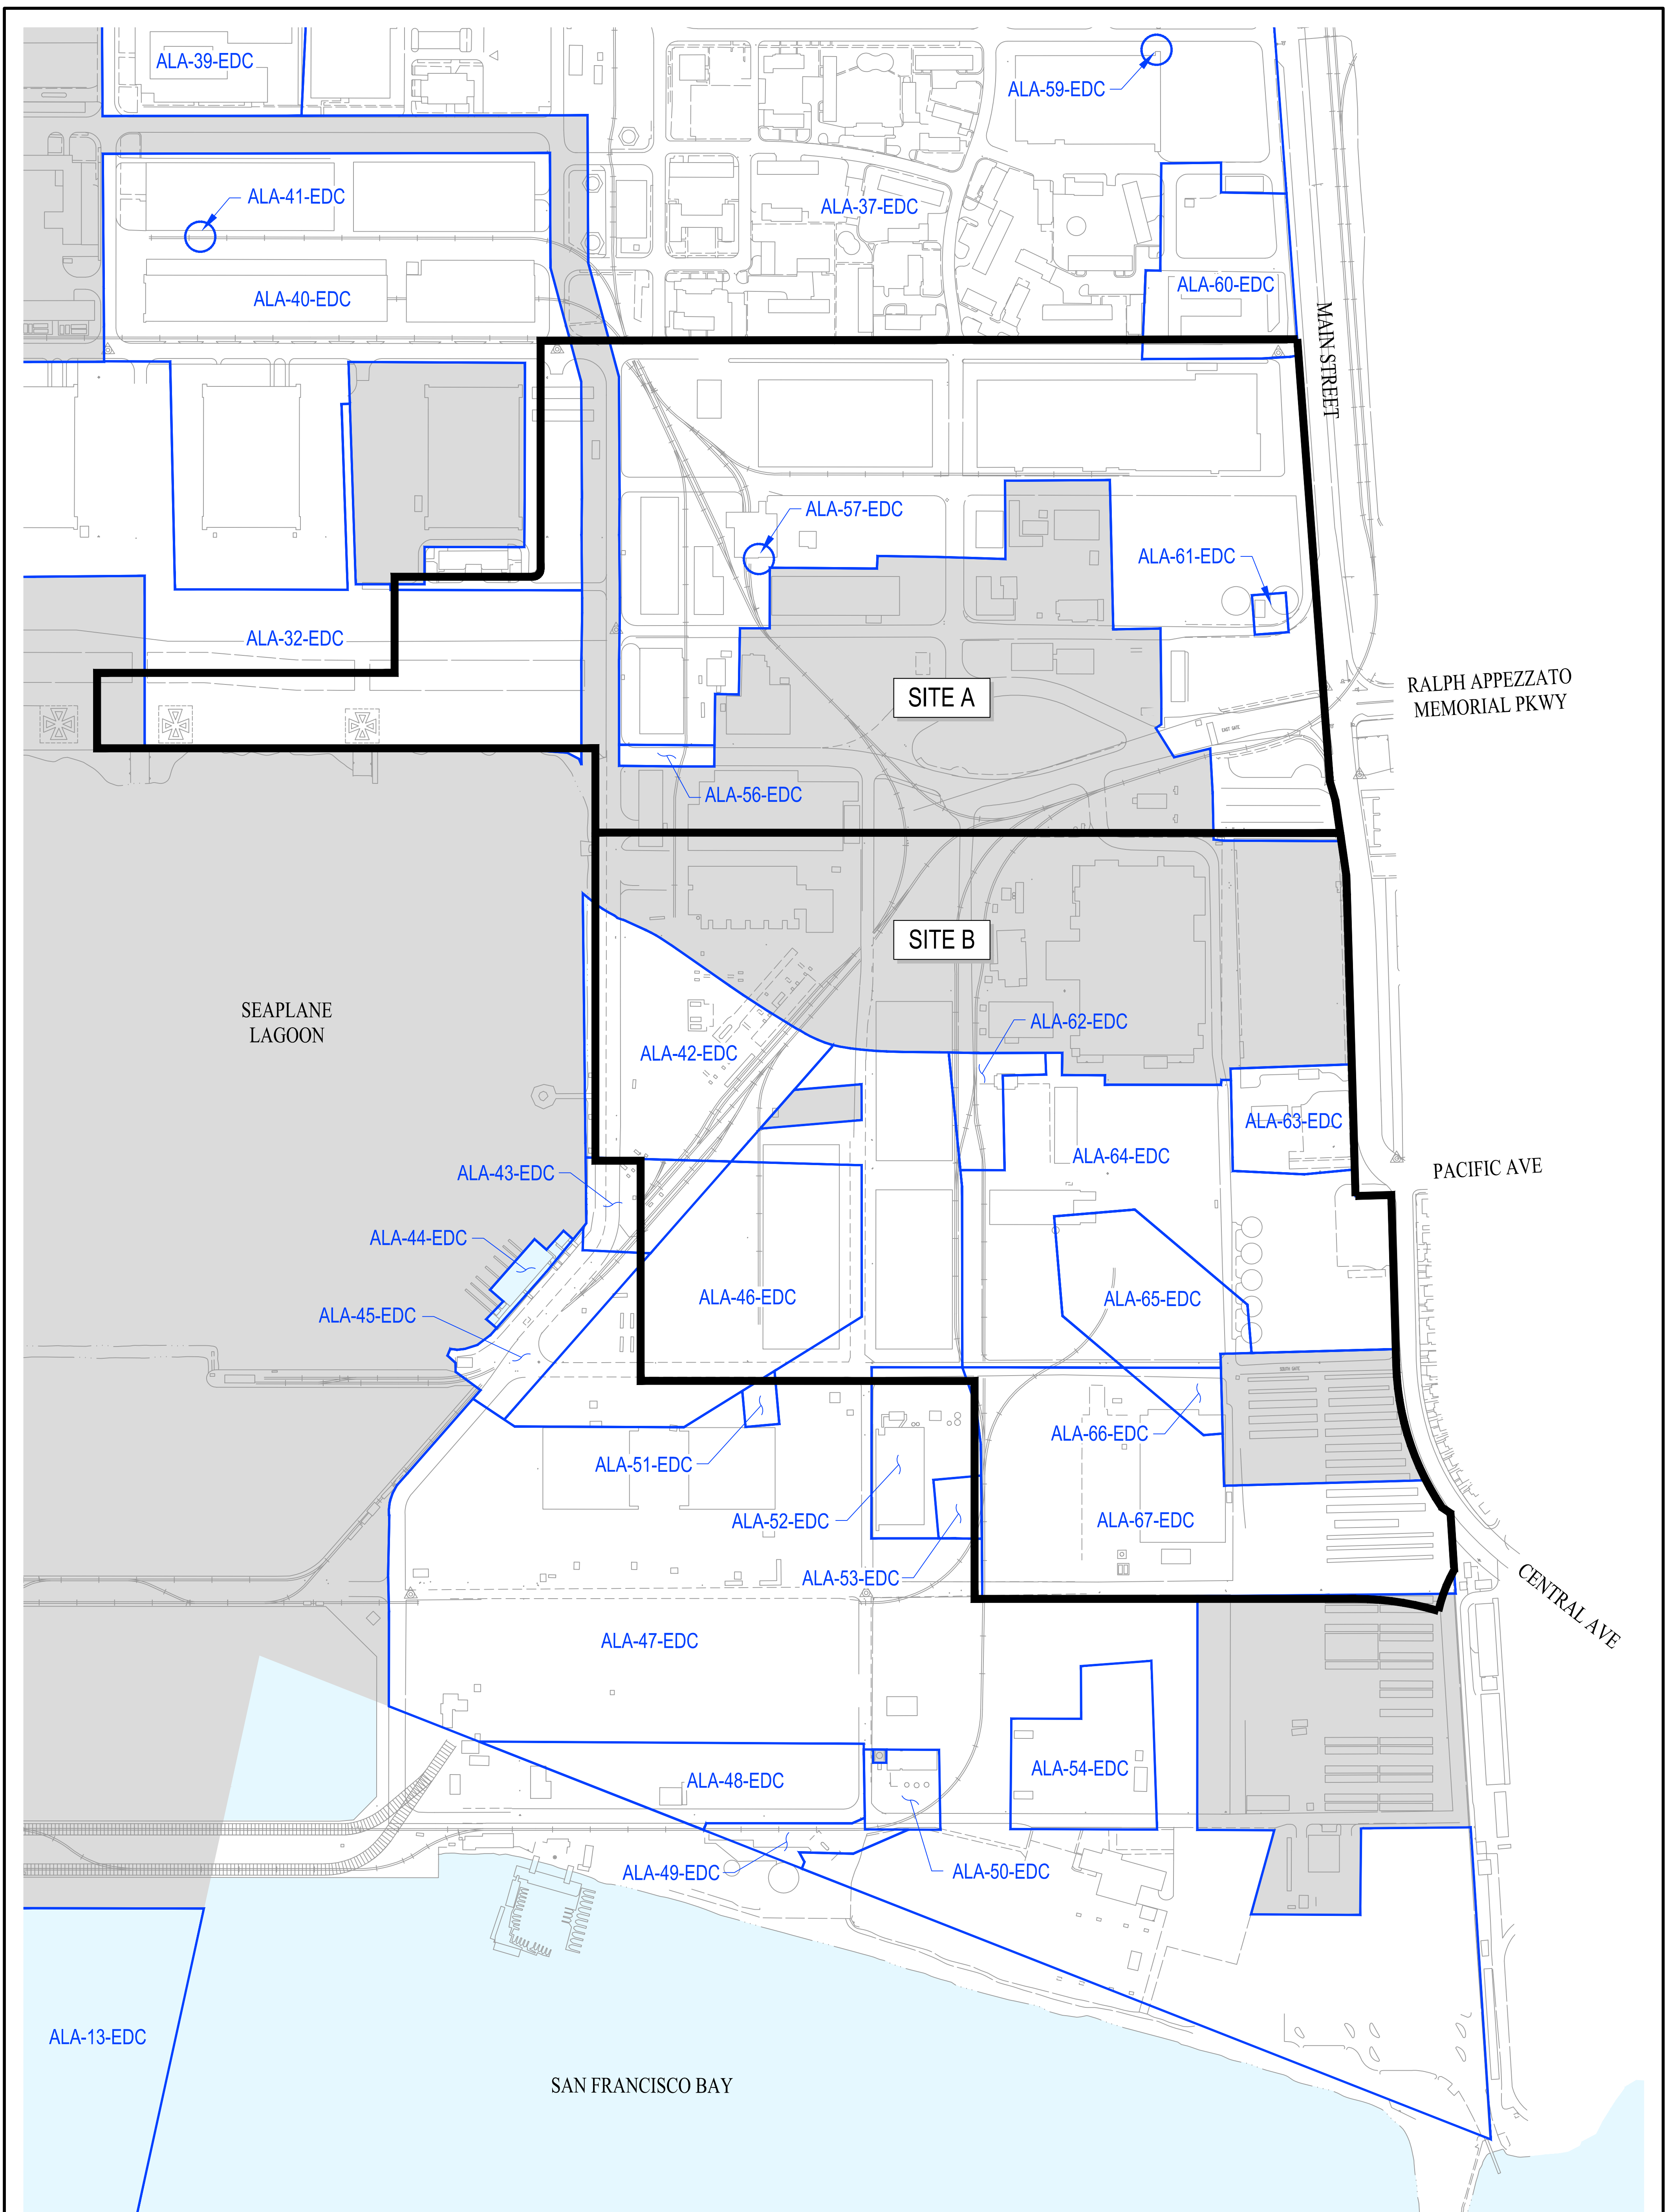 ALA-39-EDC
ALA-59-EDC
ALA-41-EDC
ALA-37-EDC
ALA-40-EDC
ALA-60-EDC
MAIN STREET
ALA-57-EDC
ALA-61-EDC
ALA-32-EDC
SITE A
RALPH APPEZZATO
MEMORIAL PKWY
EAST GATE
ALA-56-EDC
SITE B
SEAPLANE
LAGOON
ALA-62-EDC
ALA-42-EDC
ALA-63-EDC
ALA-64-EDC
PACIFIC AVE
ALA-43-EDC
ALA-44-EDC
ALA-46-EDC
ALA-65-EDC
ALA-45-EDC
SOUTH GATE
ALA-66-EDC
ALA-51-EDC
ALA-52-EDC
ALA-67-EDC
ALA-53-EDC
CENTRAL AVE
ALA-47-EDC
ALA-54-EDC
ALA-48-EDC
ALA-49-EDC
ALA-50-EDC
ALA-13-EDC
SAN FRANCISCO BAY